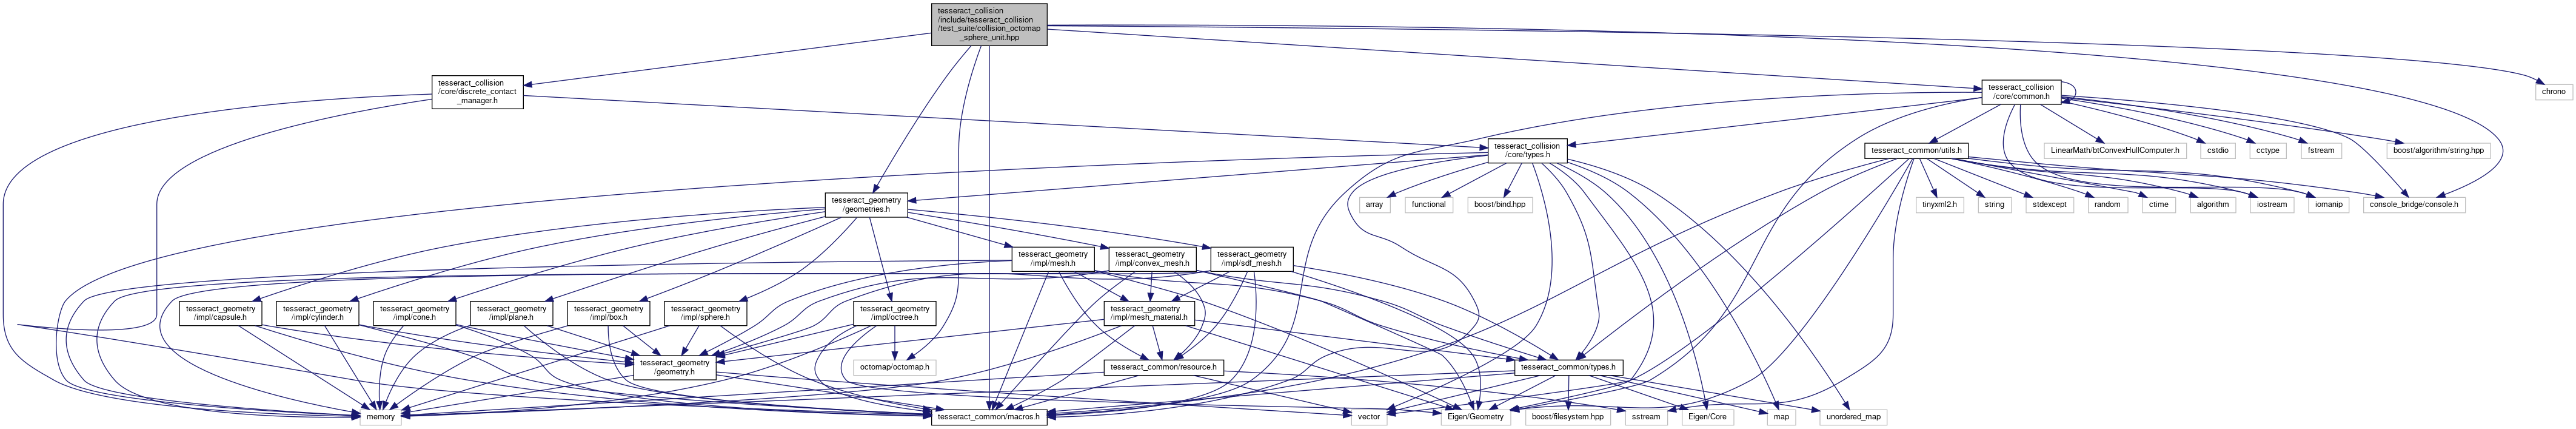 tesseract_collision
/include/tesseract_collision
/test_suite/collision_octomap
_sphere_unit.hpp
tesseract_collision
/core/discrete_contact
_manager.h
tesseract_collision
/core/common.h
chrono
tesseract_collision
/core/types.h
tesseract_common/utils.h
LinearMath/btConvexHullComputer.h
cstdio
cctype
fstream
boost/algorithm/string.hpp
tesseract_geometry
/geometries.h
array
functional
boost/bind.hpp
tinyxml2.h
string
stdexcept
random
ctime
algorithm
iostream
iomanip
console_bridge/console.h
tesseract_geometry
/impl/mesh.h
tesseract_geometry
/impl/convex_mesh.h
tesseract_geometry
/impl/sdf_mesh.h
tesseract_geometry
/impl/capsule.h
tesseract_geometry
/impl/cylinder.h
tesseract_geometry
/impl/cone.h
tesseract_geometry
/impl/plane.h
tesseract_geometry
/impl/box.h
tesseract_geometry
/impl/sphere.h
tesseract_geometry
/impl/octree.h
tesseract_geometry
/impl/mesh_material.h
tesseract_geometry
/geometry.h
octomap/octomap.h
tesseract_common/resource.h
tesseract_common/types.h
memory
tesseract_common/macros.h
vector
Eigen/Geometry
boost/filesystem.hpp
sstream
Eigen/Core
map
unordered_map